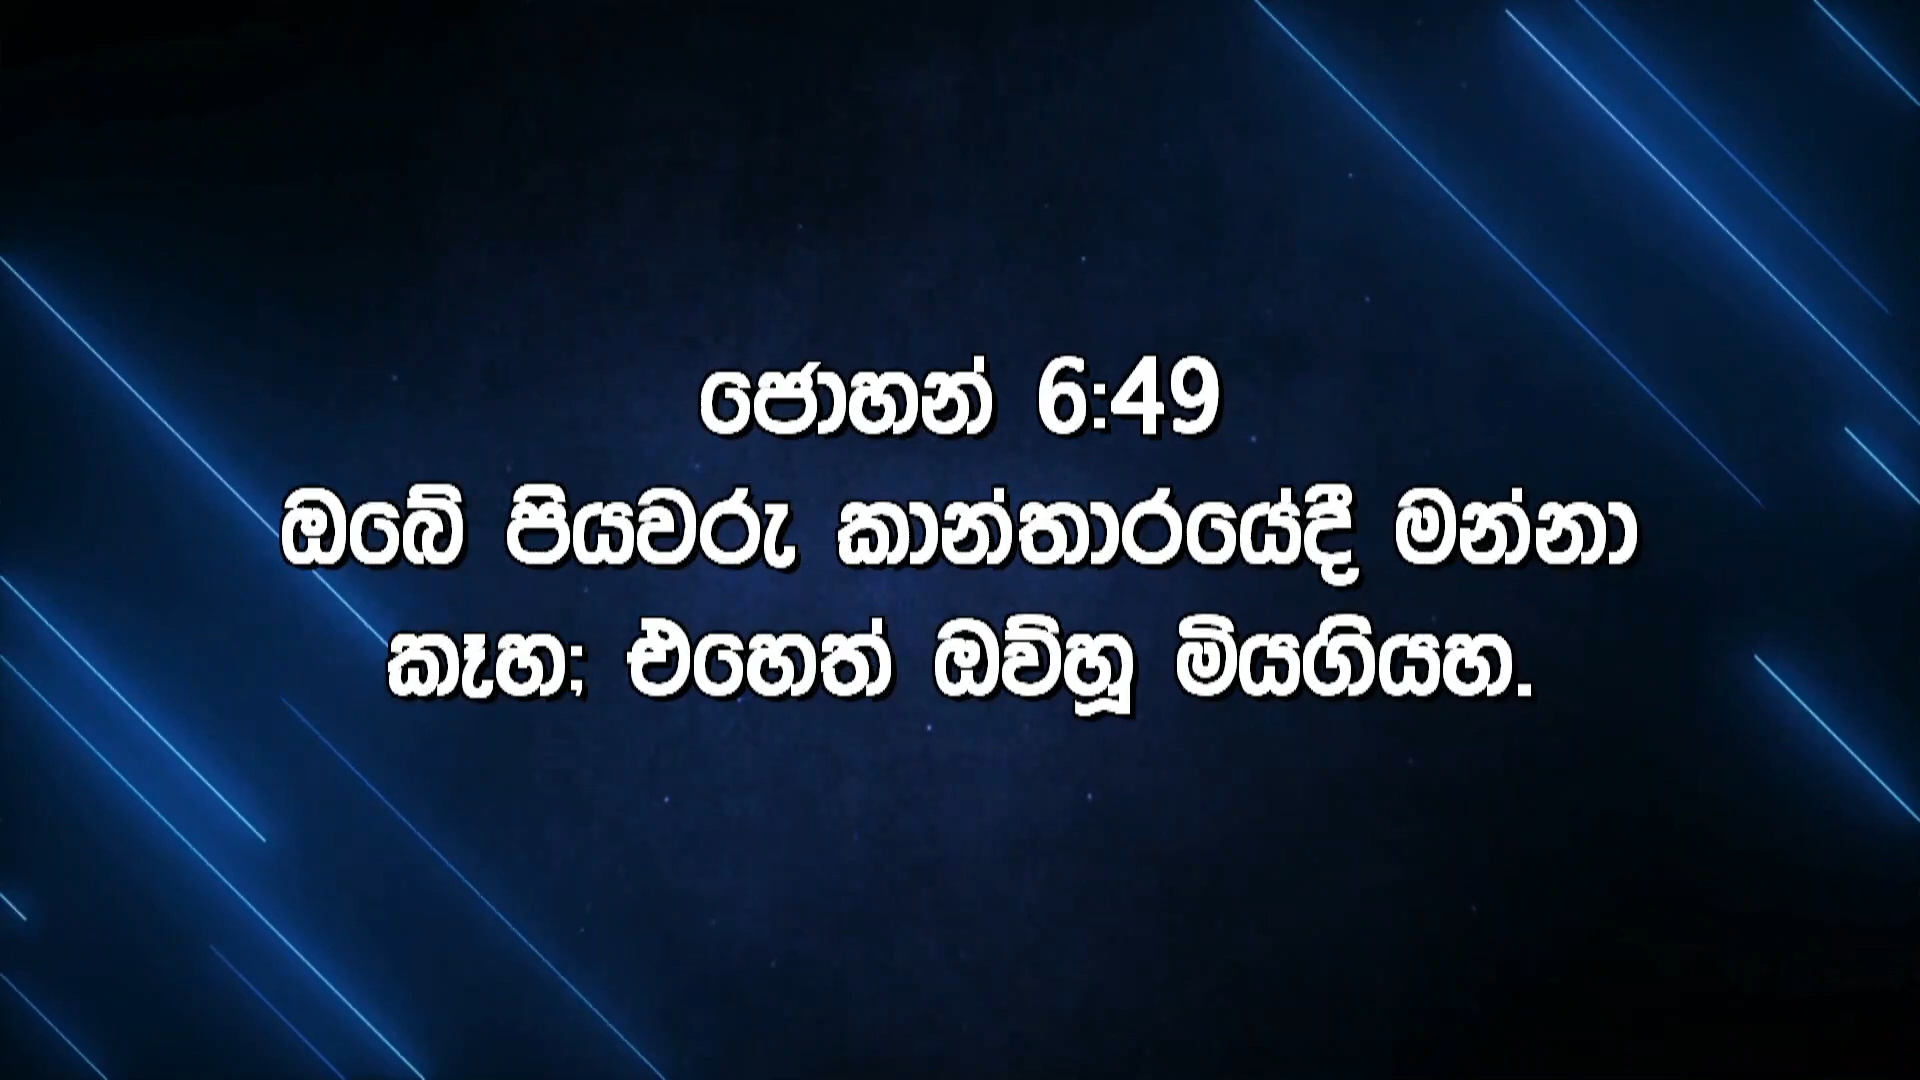 ජොහන් 6:49
ඔබේ පියවරු කාන්තාරයේදී මන්නා
කෑහ; එහෙත් ඔව්හූ මියගියහ.